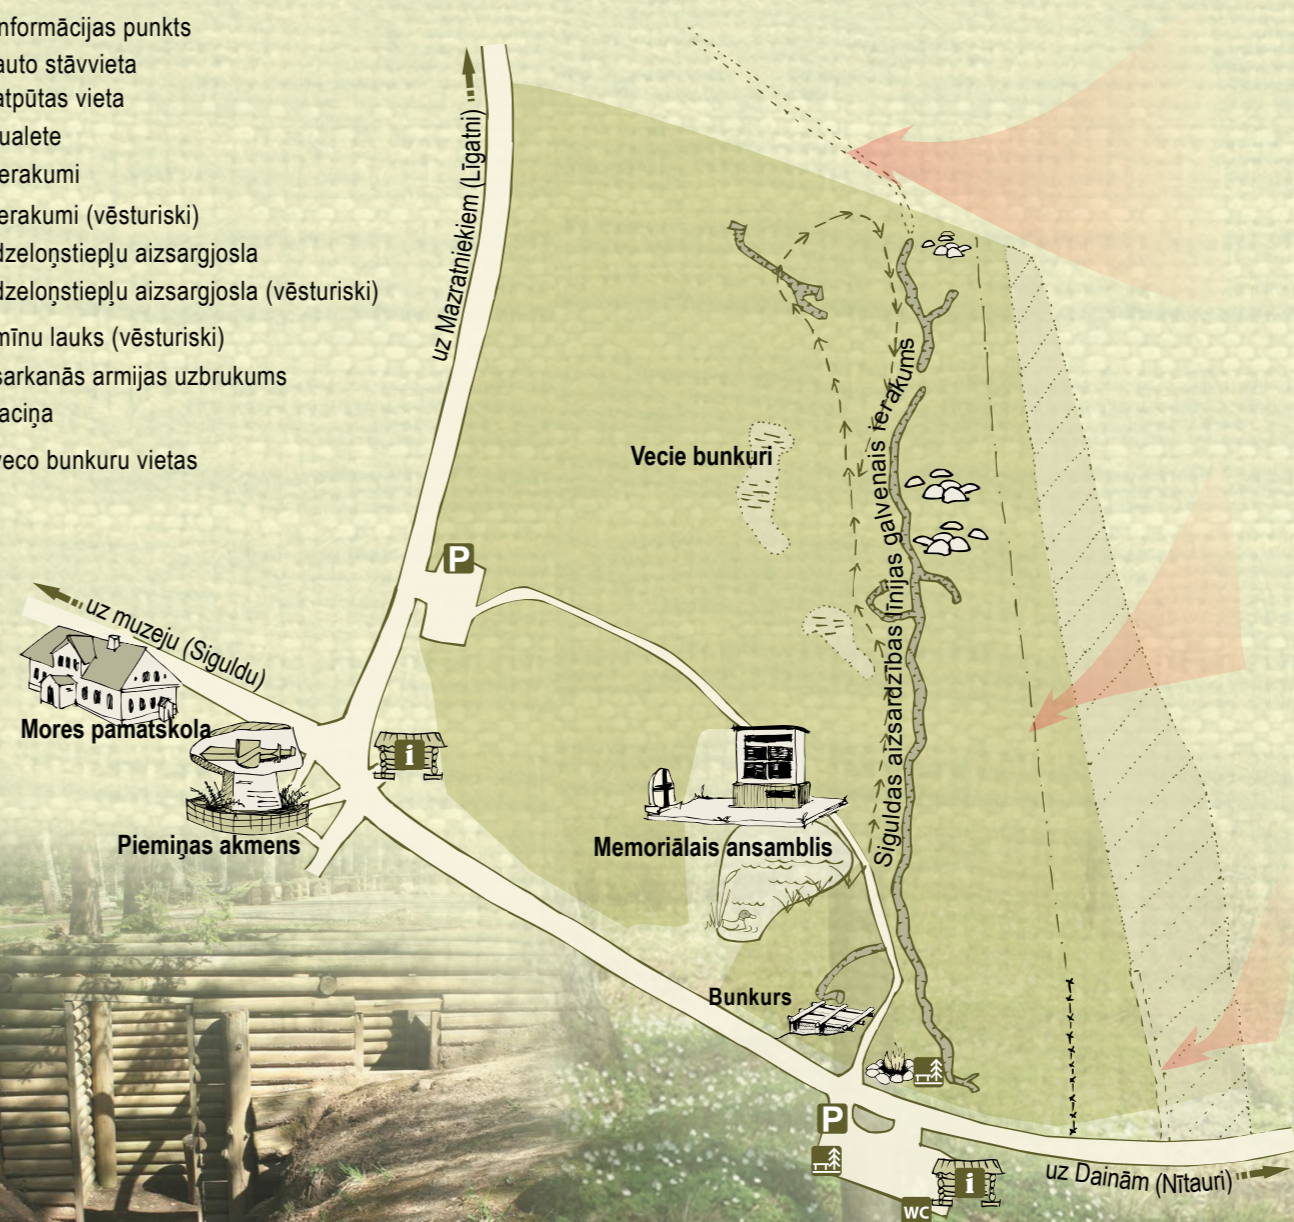 nformācijas punkts
auto stāvvieta
atpūtas vieta
ualete
erakumi
erakumi (vēsturiski)
dzeloņstiepļu aizsargjosla
dzeloņstiepļu aizsargjosla (vēsturiski)
mīnu lauks (vēsturiski)
sarkanās armijas uzbrukums
aciņa
veco bunkuru vietas
uz Mazratniekiem (Līgatni)
Vecie bunkuri
Siguldas aizsardzības līnijas galvenais ierakums
P
uz muzeju (Siguldu)
Mores pamatskola
i
Piemiņas akmens
Memoriālais ansamblis
Bunkurs
P
uz Dainām (Nītauri)
i
WC